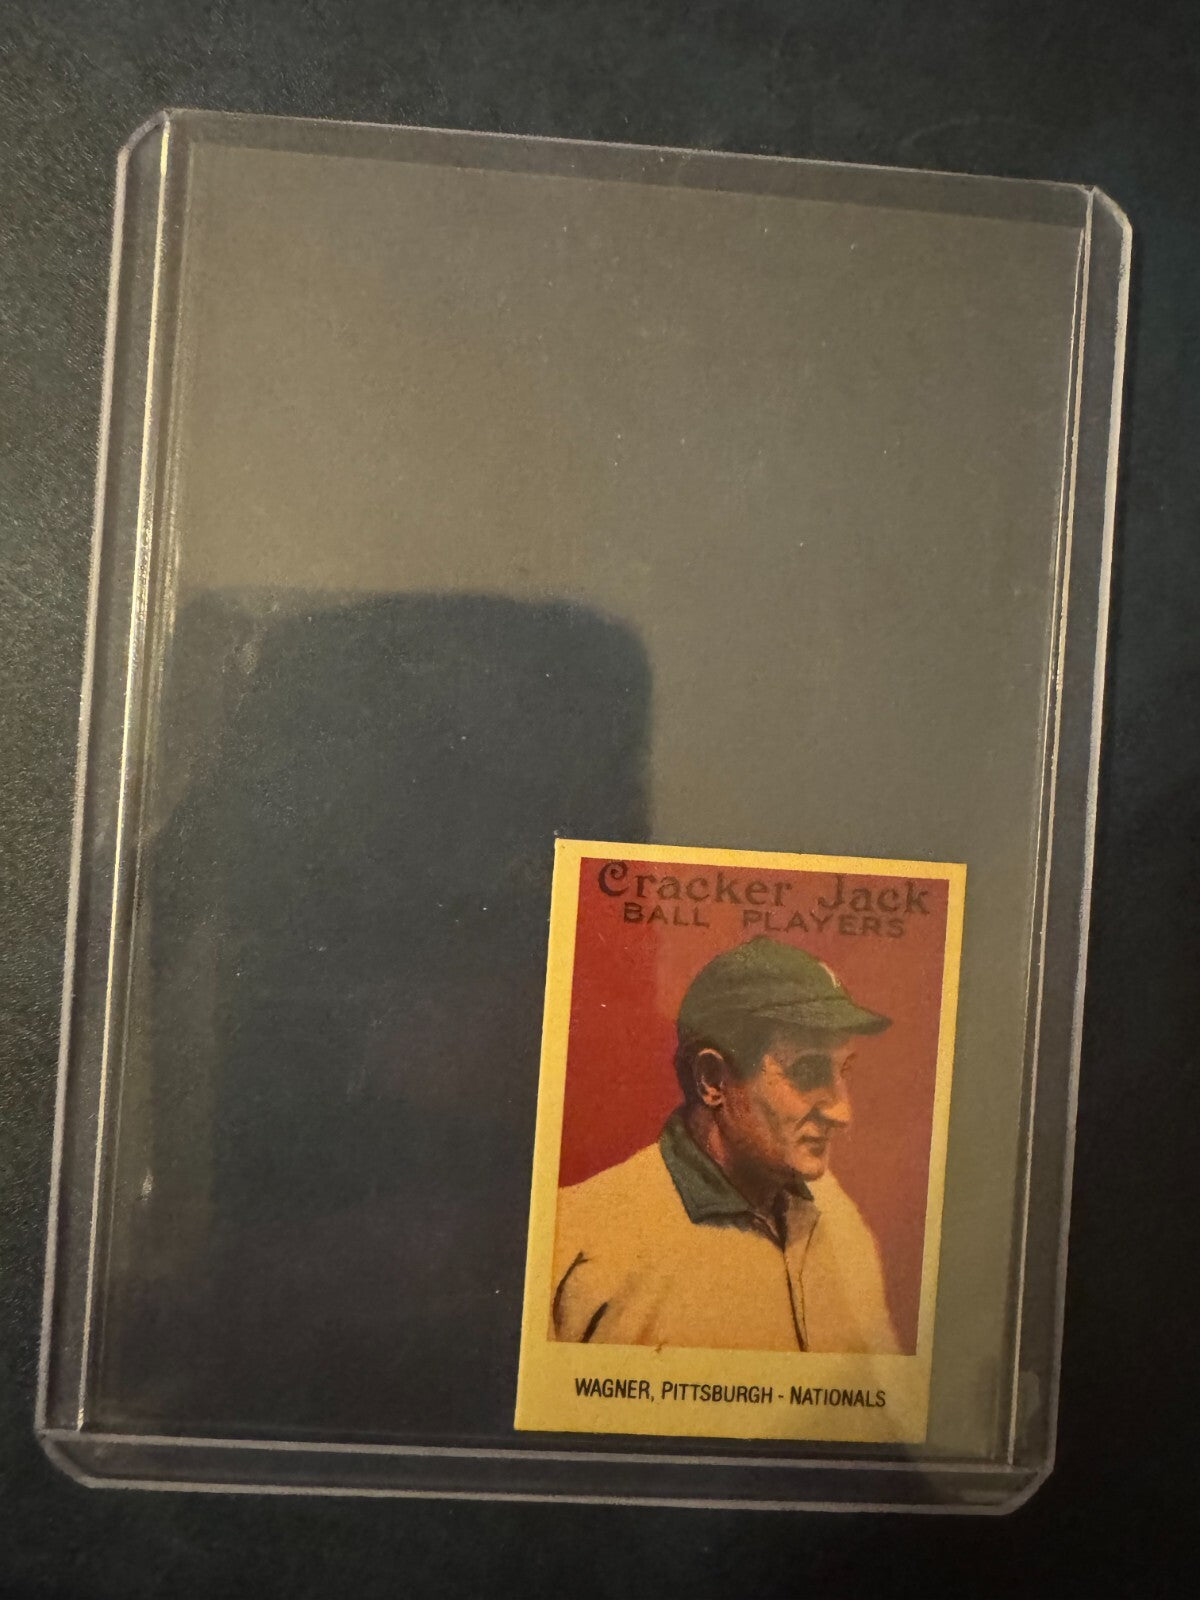 Cracker Jack
BALL PLAYERS
WAGNER, PITTSBURGH - NATIONALS